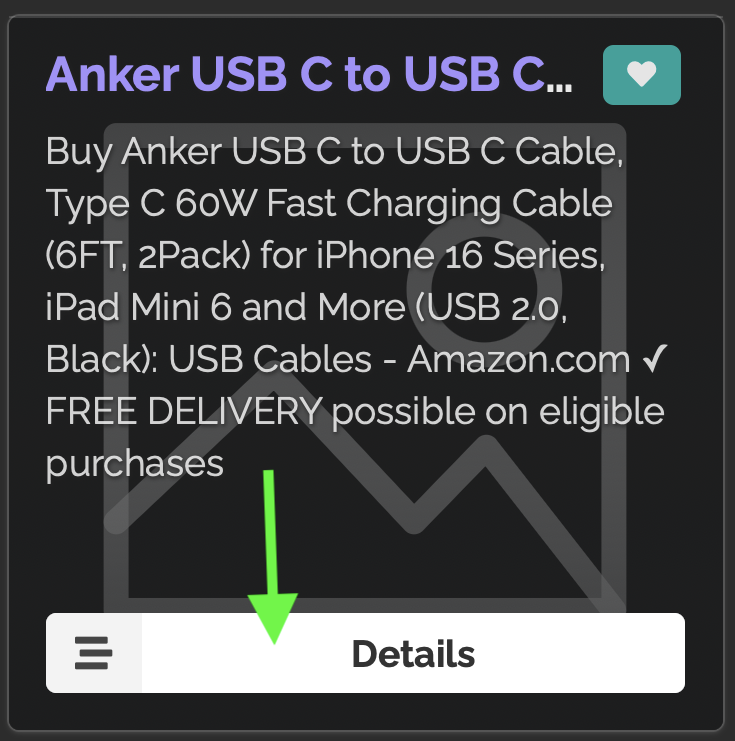 Anker USB C to USB C...
Buy Anker USB C to USB C Cable,
Type C 60W Fast Charging Cable
(6FT, 2Pack) for iPhone 16 Series,
iPad Mini 6 and More (USB 2.0,
Black): USB Cables - Amazon.com ✓
FREE DELIVERY possible on eligible
purchases
Details